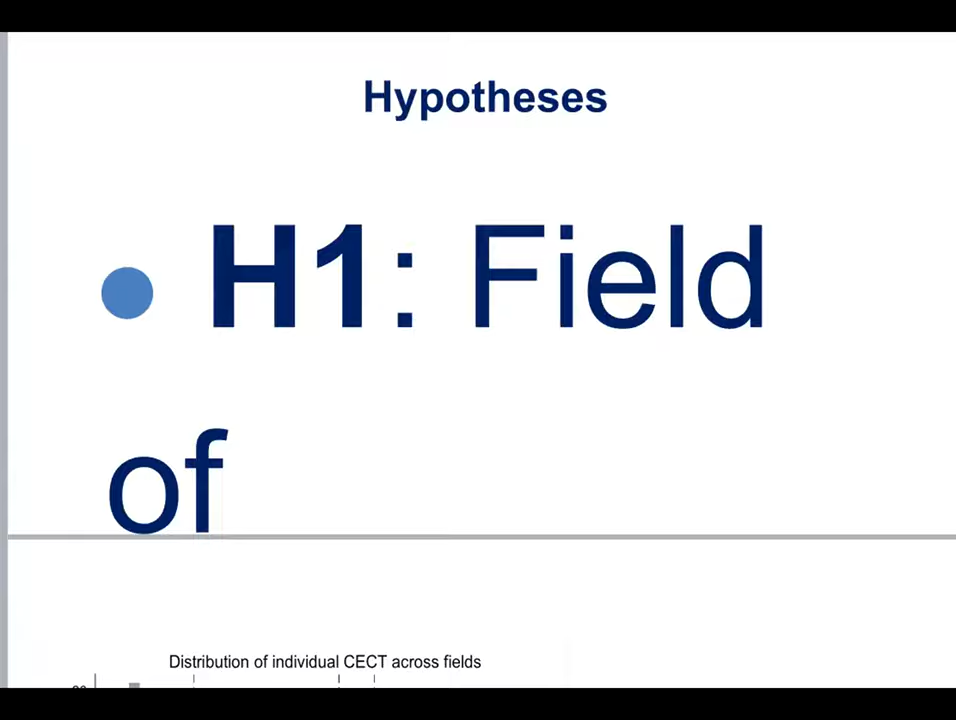 Hypotheses
H1: Field
of
Distribution of individual CECT across fields